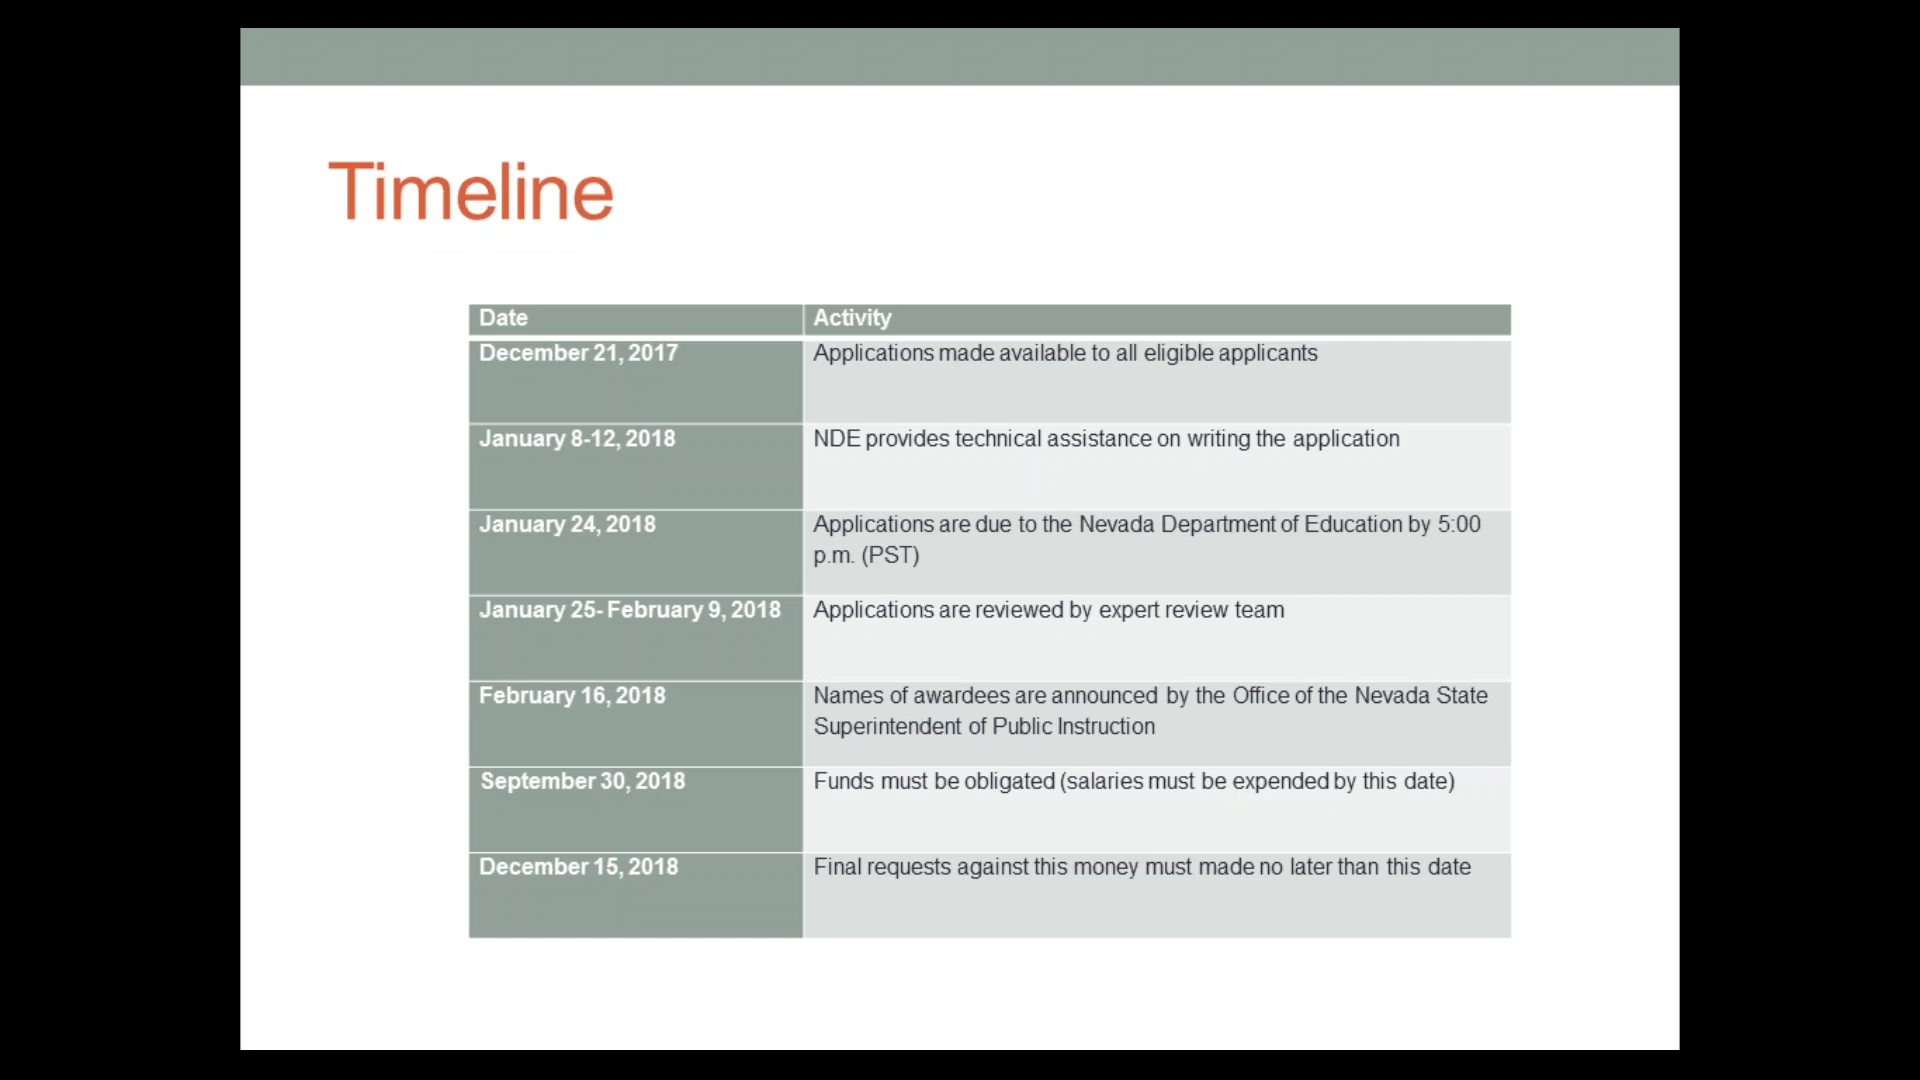 Timeline
Date Activity
December 21, 2017 Applications made available to all eligible applicants
January 8-12, 2018 NDE provides technical assistance on writing the application
January 24, 2018 Applications are due to the Nevada Department of Education by 5:00
p.m. (PST)
January 25- February 9, 2018 Applications are reviewed by expert review team
February 16, 2018 Names of awardees are announced by the Office of the Nevada State
Superintendent of Public Instruction
September 30, 2018 Funds must be obligated (salaries must be expended by this date)
December 15, 2018 Final requests against this money must made no later than this date